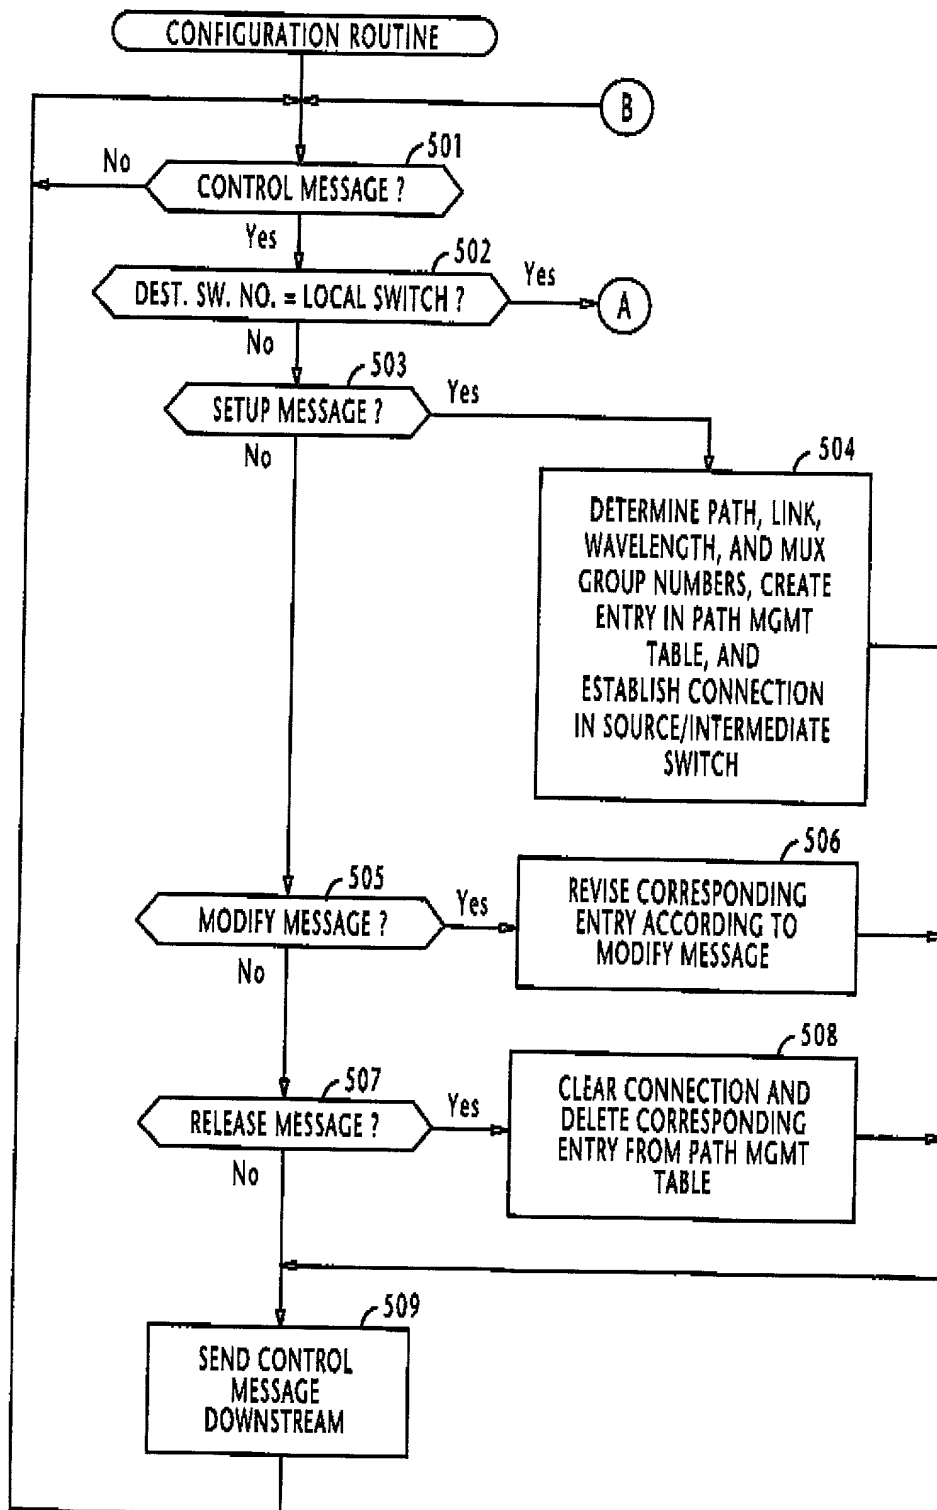 CONFIGURATION ROUTINE
B
501
No
CONTROL MESSAGE ?
Yes
502
DEST. SW. NO. = LOCAL SWITCH ?
Yes
A
No
503
SETUP MESSAGE ?
Yes
No
504
DETERMINE PATH, LINK,
WAVELENGTH, AND MUX
GROUP NUMBERS, CREATE
ENTRY IN PATH MGMT
TABLE, AND
ESTABLISH CONNECTION
IN SOURCE/INTERMEDIATE
SWITCH
505
MODIFY MESSAGE ?
Yes
No
506
REVISE CORRESPONDING
ENTRY ACCORDING TO
MODIFY MESSAGE
507
RELEASE MESSAGE ?
Yes
No
508
CLEAR CONNECTION AND
DELETE CORRESPONDING
ENTRY FROM PATH MGMT
TABLE
509
SEND CONTROL
MESSAGE
DOWNSTREAM